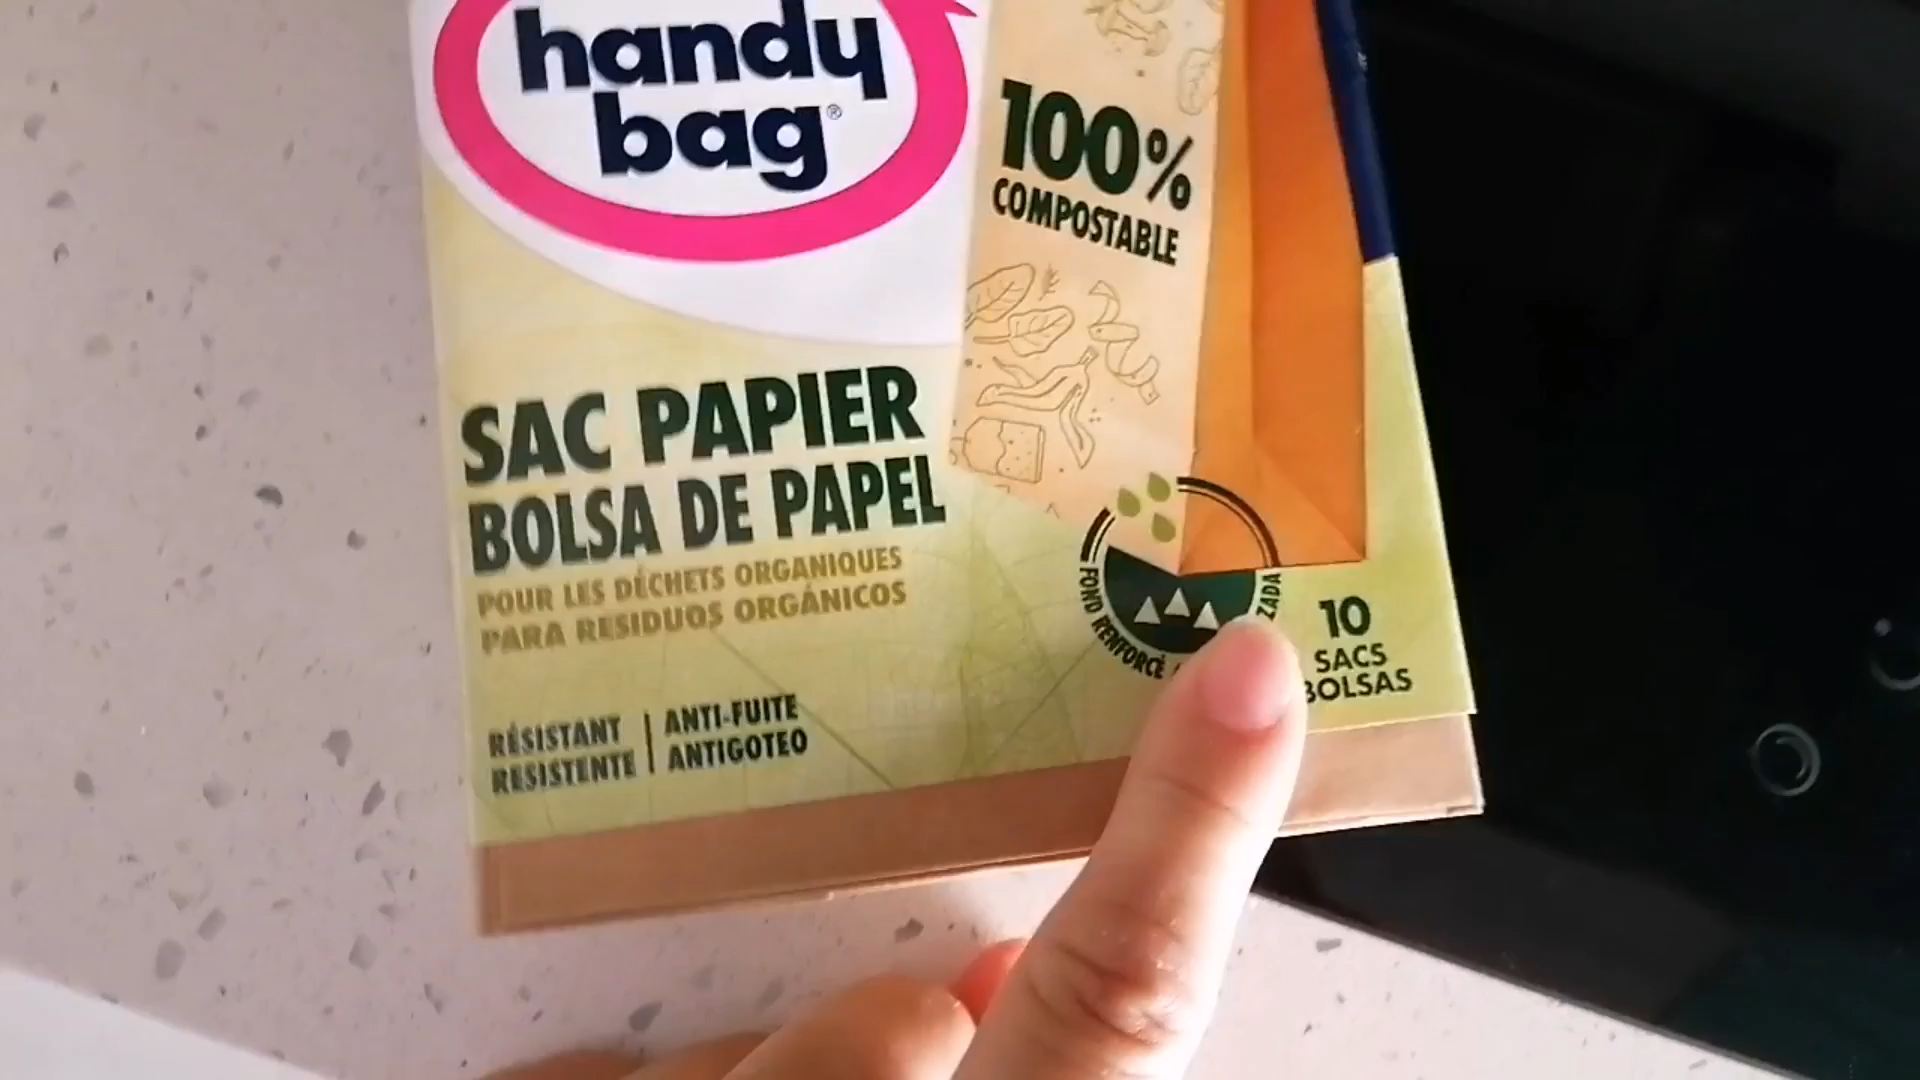 handy
bag®
100%
COMPOSTABLE
SAC PAPIER
BOLSA DE PAPEL
POUR LES DÉCHETS ORGANIQUES
PARA RESIDUOS ORGÁNICOS
FOND RENFORCÉ
10
SACS
BOLSAS
RÉSISTANT
RESISTENTE
ANTI-FUITE
ANTIGOTEO